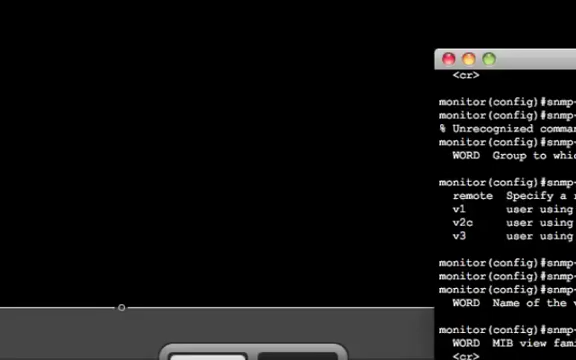 <cr>
monitor(config)#snmp-
monitor(config)#snmp-
% Unrecognized comma
monitor(config)#snmp-
WORD Group to whic
monitor(config)#snmp-
remote Specify a r
v1 user using
v2c user using
v3 user using
monitor(config)#snmp-
monitor(config)#snmp-
monitor(config)#snmp-
WORD Name of the v
monitor(config)#snmp-
WORD MIB view fami
<cr>